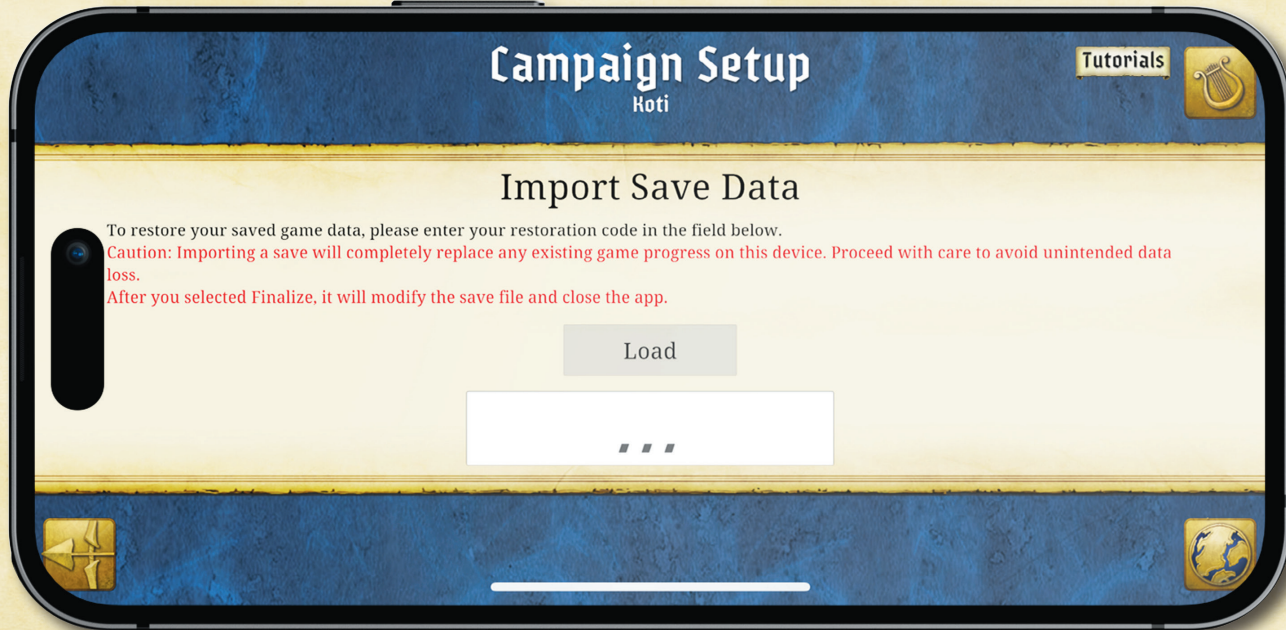 Campaign Setup
Koti
Tutorials
Import Save Data
To restore your saved game data, please enter your restoration code in the field below.
Caution: Importing a save will completely replace any existing game progress on this device. Proceed with care to avoid unintended data
loss.
After you selected Finalize, it will modify the save file and close the app.
Load
...